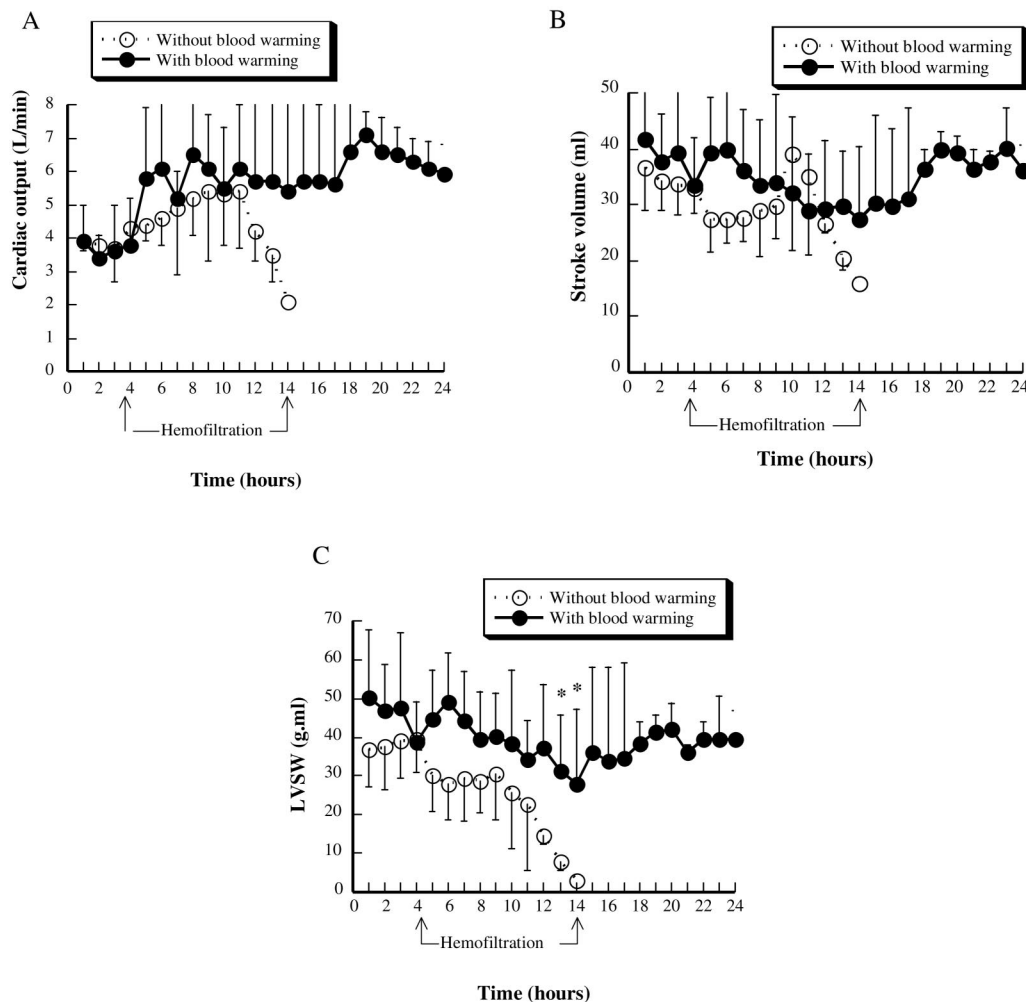 A
Without blood warming
With blood warming
Cardiac output (L/min)
8
7
6
5
4
3
2
1
0
0 2 4 6 8 10 12 14 16 18 20 22 24
Hemofiltration
Time (hours)
B
Without blood warming
With blood warming
Stroke volume (ml)
50
40
30
20
10
0
0 2 4 6 8 10 12 14 16 18 20 22 24
Hemofiltration
Time (hours)
C
Without blood warming
With blood warming
LVSW (g.ml)
70
60
50
40
30
20
10
0
* *
0 2 4 6 8 10 12 14 16 18 20 22 24
Hemofiltration
Time (hours)